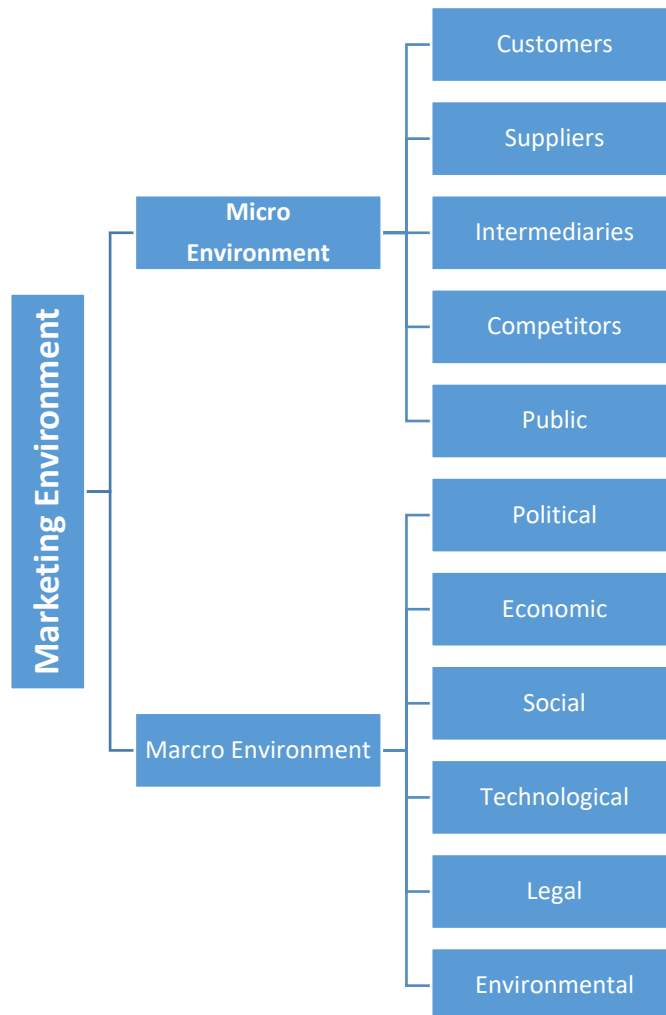 Marketing Environment
Micro
Environment
Customers
Suppliers
Intermediaries
Competitors
Public
Marcro Environment
Political
Economic
Social
Technological
Legal
Environmental